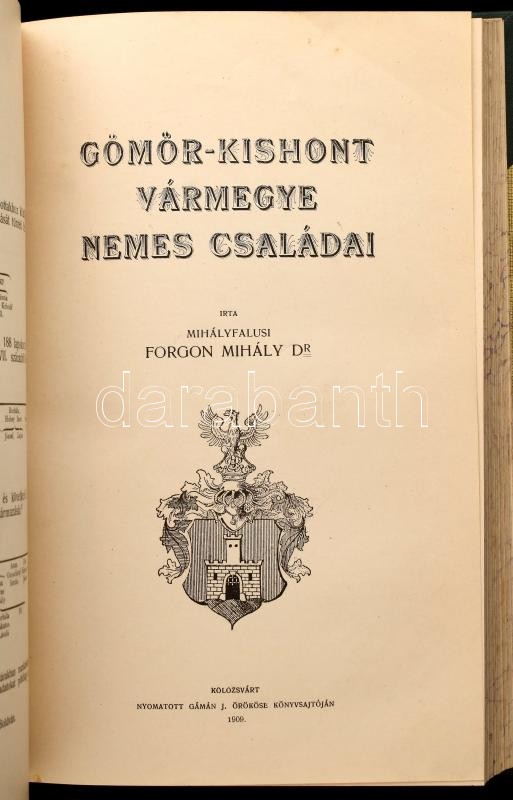 GÖMÖR-KISHONT
VÁRMEGYE
NEMES CSALÁDAI
IRTA
MIHÁLYFALUSI
FORGON MIHÁLY DR
darabanth
KOLOZSVÁRT
NYOMATOTT GÁMÁN J. ÖRÖKÖSE KÖNYVSAJTÓJÁN
1909.